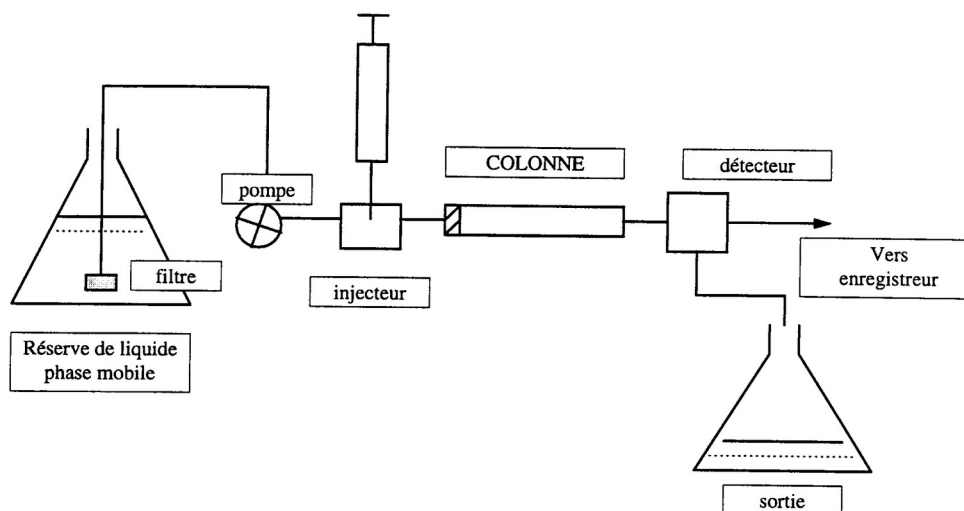 COLONNE
détecteur
pompe
filtre
injecteur
Vers
enregistreur
Réserve de liquide
phase mobile
sortie